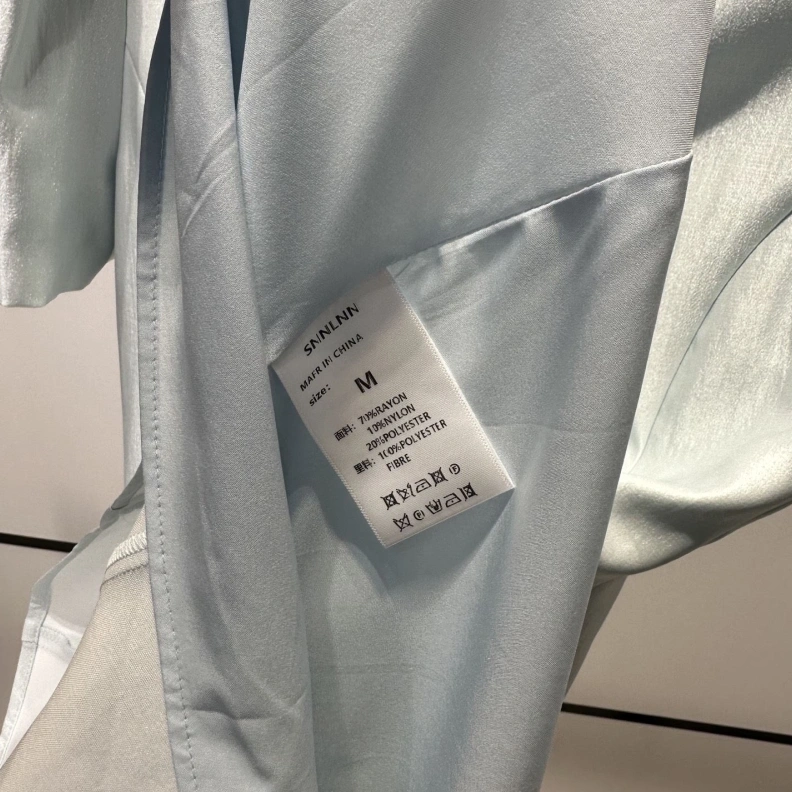 SNNLNN
MAFR IN CHINA
size: M
面料: 70%RAYON
10%NYLON
20%POLYESTER
里料: 100%POLYESTER
FIBRE